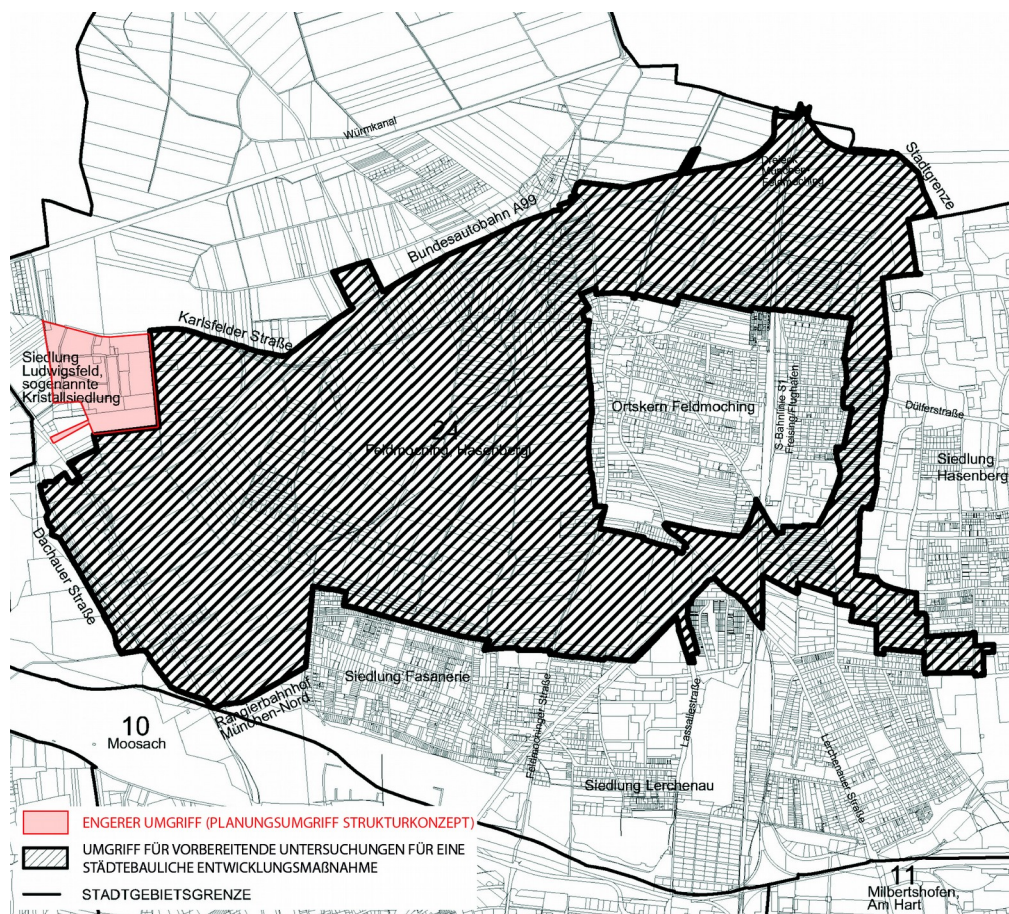 Würmkanal
Dreieck
München-
Feldmoching
Stadtgrenze
Bundesautobahn A99
Karlsfelder Straße
Siedlung
Ludwigsfeld,
sogenannte
Kristallsiedlung
Ortskern Feldmoching
S-Bahnlinie S1
Freising/Flughafen
Dülferstraße
24
Feldmoching, Hasenbergl
Siedlung
Hasenbergl
Dachauer Straße
Siedlung Fasanerie
Rangierbahnhof
München-Nord
Feldmochinger Straße
Lassallestraße
Lerchenauer Straße
10
Moosach
Siedlung Lerchenau
ENGERER UMGRIFF (PLANUNGSUMGRIFF STRUKTURKONZEPT)
UMGRIFF FÜR VORBEREITENDE UNTERSUCHUNGEN FÜR EINE
STÄDTEBAULICHE ENTWICKLUNGSMAßNAHME
STADTGEBIETSGRENZE
11
Milbertshofen,
Am Hart